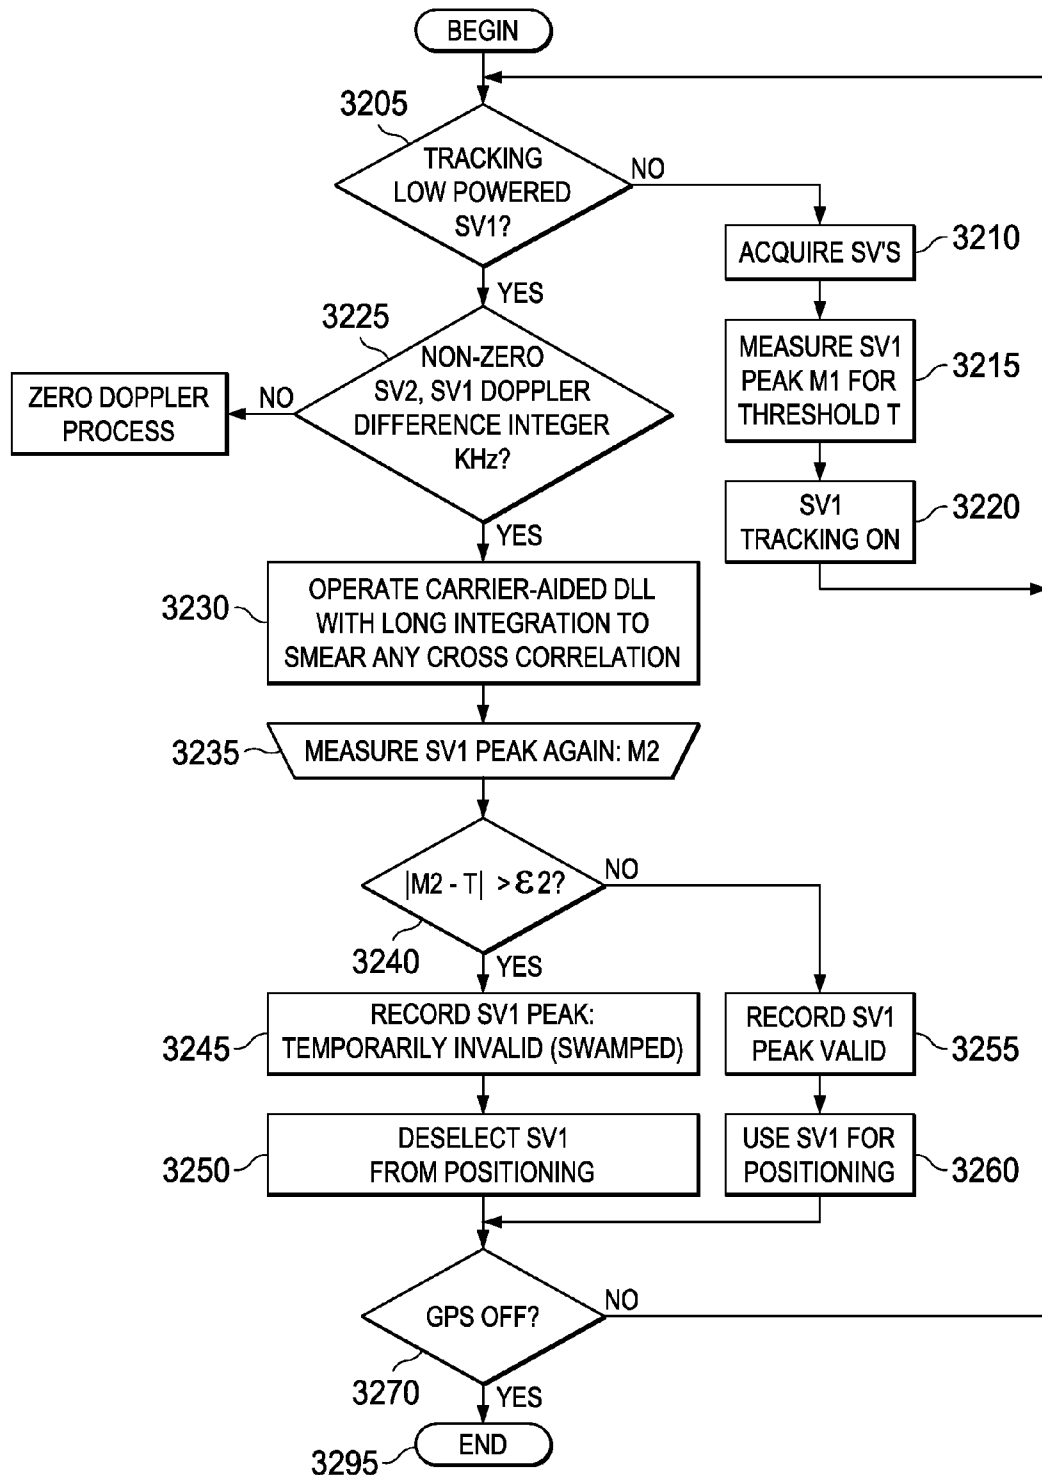 BEGIN
3205
TRACKING
LOW POWERED
SV1?
NO
YES
ACQUIRE SV'S
3210
MEASURE SV1
PEAK M1 FOR
THRESHOLD T
3215
SV1
TRACKING ON
3220
3225
NON-ZERO
SV2, SV1 DOPPLER
DIFFERENCE INTEGER
KHz?
NO
ZERO DOPPLER
PROCESS
YES
3230
OPERATE CARRIER-AIDED DLL
WITH LONG INTEGRATION TO
SMEAR ANY CROSS CORRELATION
3235
MEASURE SV1 PEAK AGAIN: M2
|M2 - T| > ε2?
NO
3240
YES
3245
RECORD SV1 PEAK:
TEMPORARILY INVALID (SWAMPED)
RECORD SV1
PEAK VALID
3255
3250
DESELECT SV1
FROM POSITIONING
USE SV1 FOR
POSITIONING
3260
GPS OFF?
NO
3270
YES
END
3295